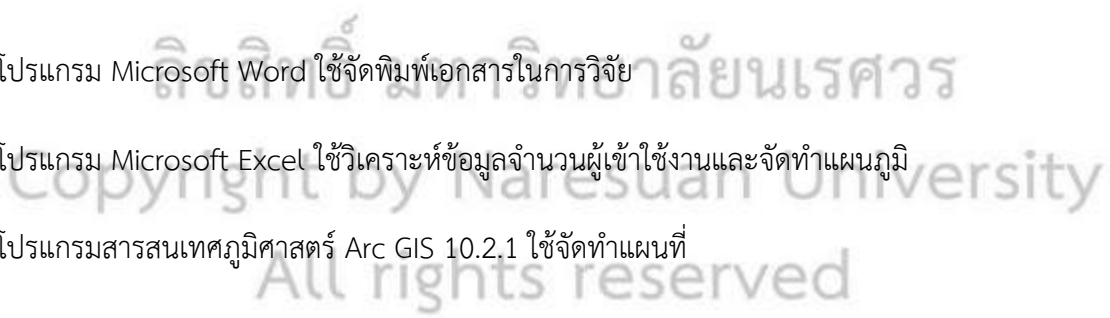 ลิขสิทธิ์ มหาวิทยาลัยนเรศวร
โปรแกรม Microsoft Word ใช้จัดพิมพ์เอกสารในการวิจัย
โปรแกรม Microsoft Excel ใช้วิเคราะห์ข้อมูลจำนวนผู้เข้าใช้งานและจัดทำแผนภูมิ
Copyright by Naresuan University
โปรแกรมสารสนเทศภูมิศาสตร์ Arc GIS 10.2.1 ใช้จัดทำแผนที่
All rights reserved